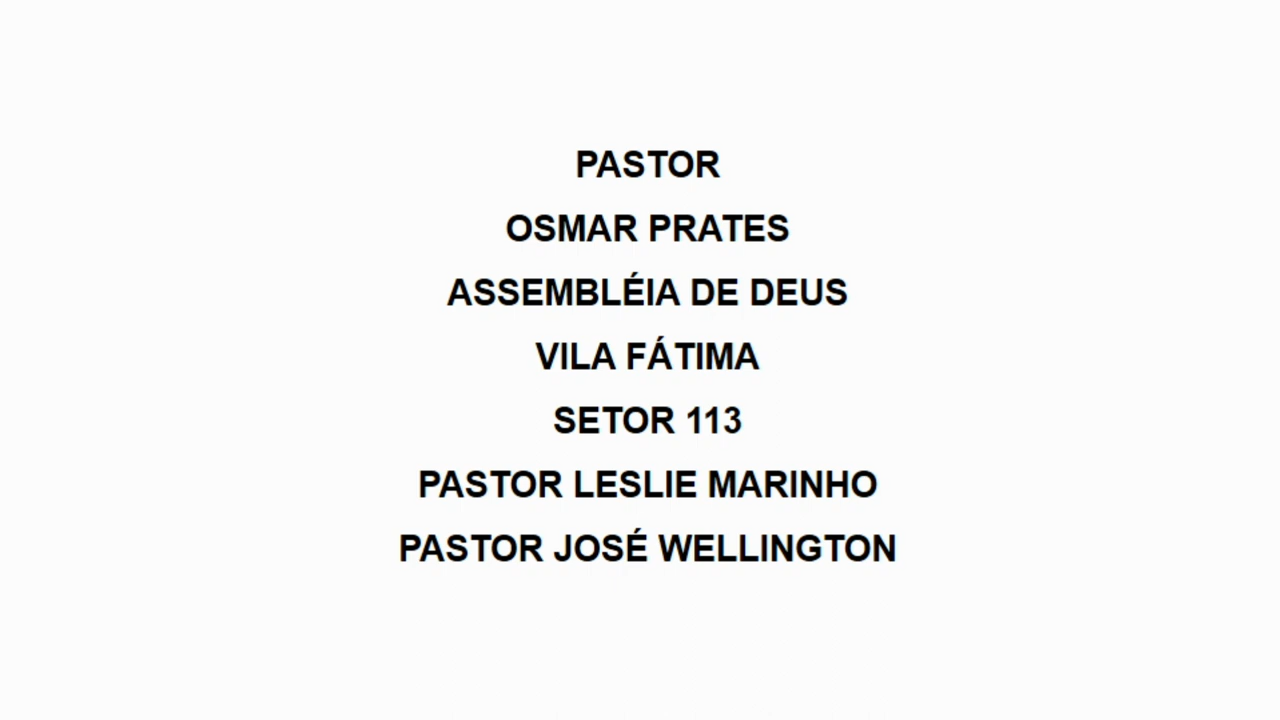 PASTOR
OSMAR PRATES
ASSEMBLÉIA DE DEUS
VILA FÁTIMA
SETOR 113
PASTOR LESLIE MARINHO
PASTOR JOSÉ WELLINGTON